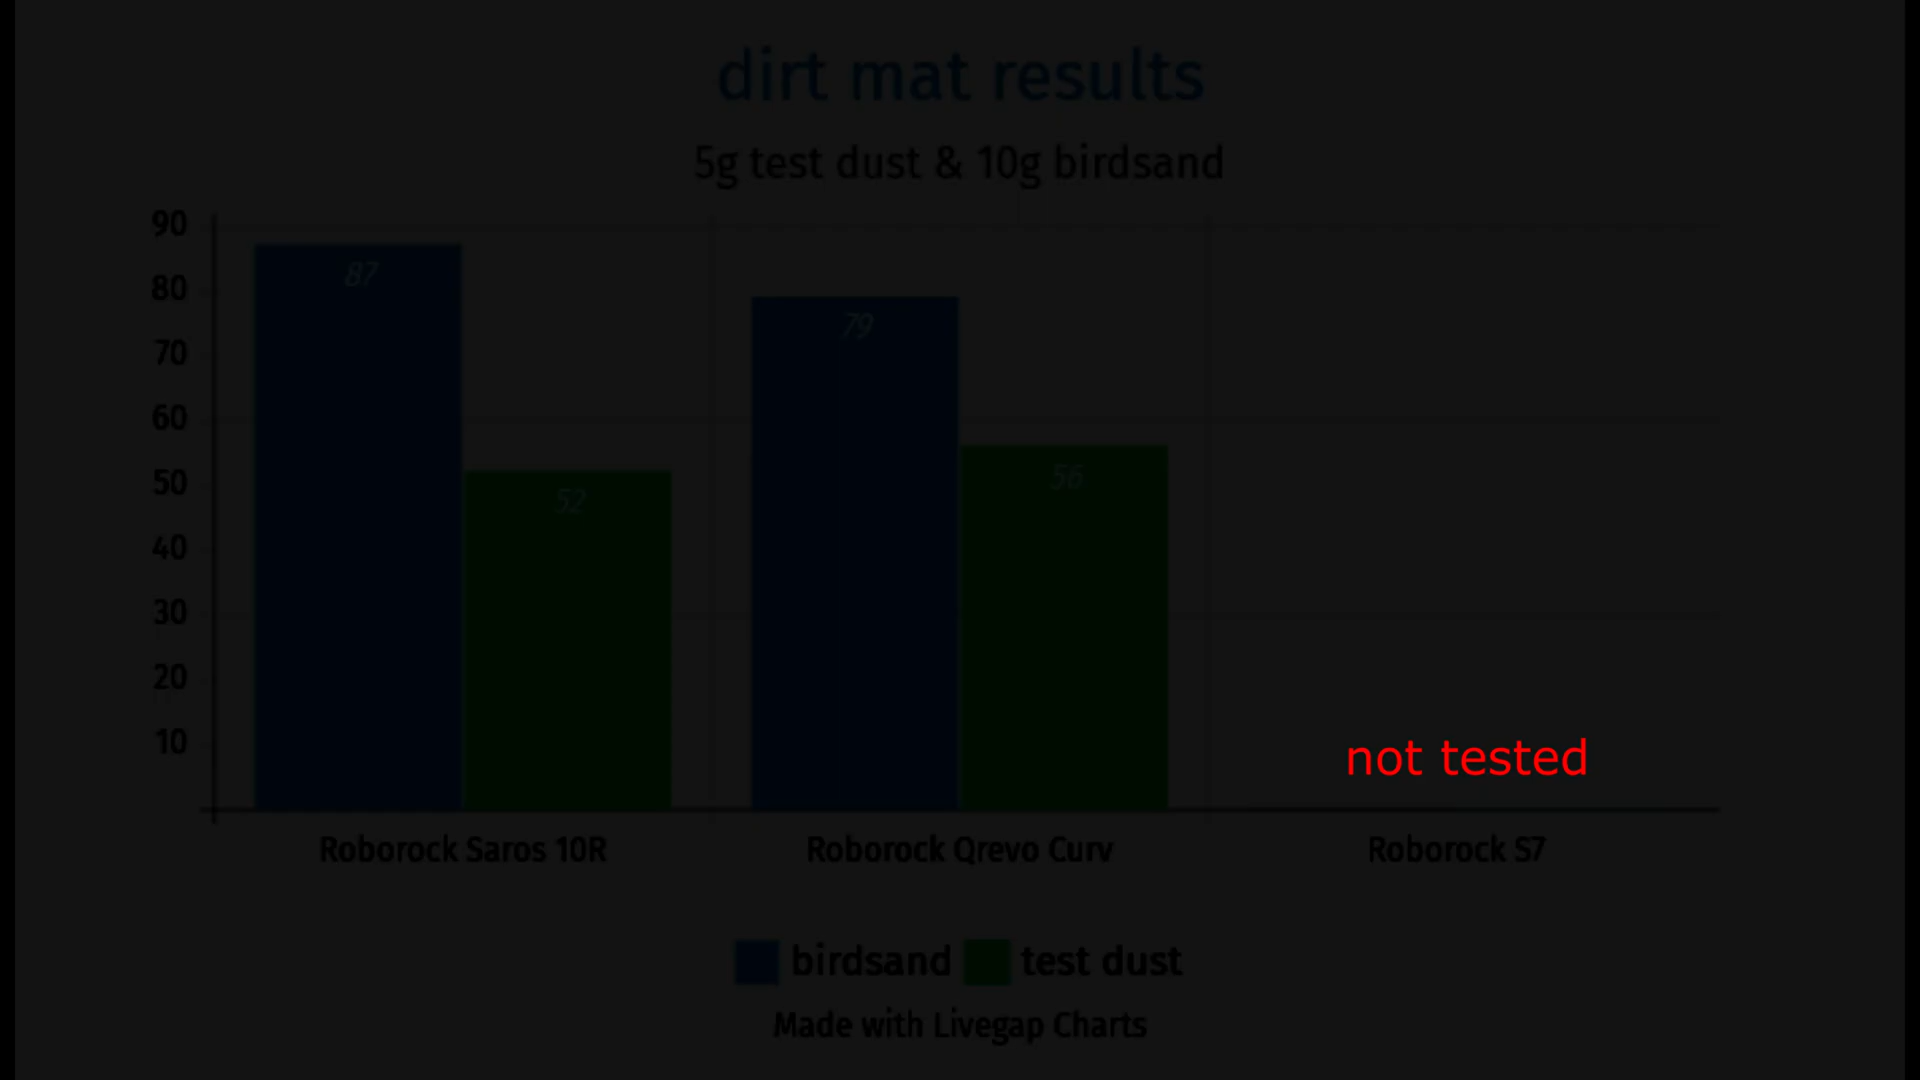 dirt mat results
5g test dust & 10g birdsand
90
80
70
60
50
40
30
20
10
87
52
79
56
not tested
Roborock Saros 10R
Roborock Qrevo Curv
Roborock S7
birdsand
test dust
Made with Livegap Charts